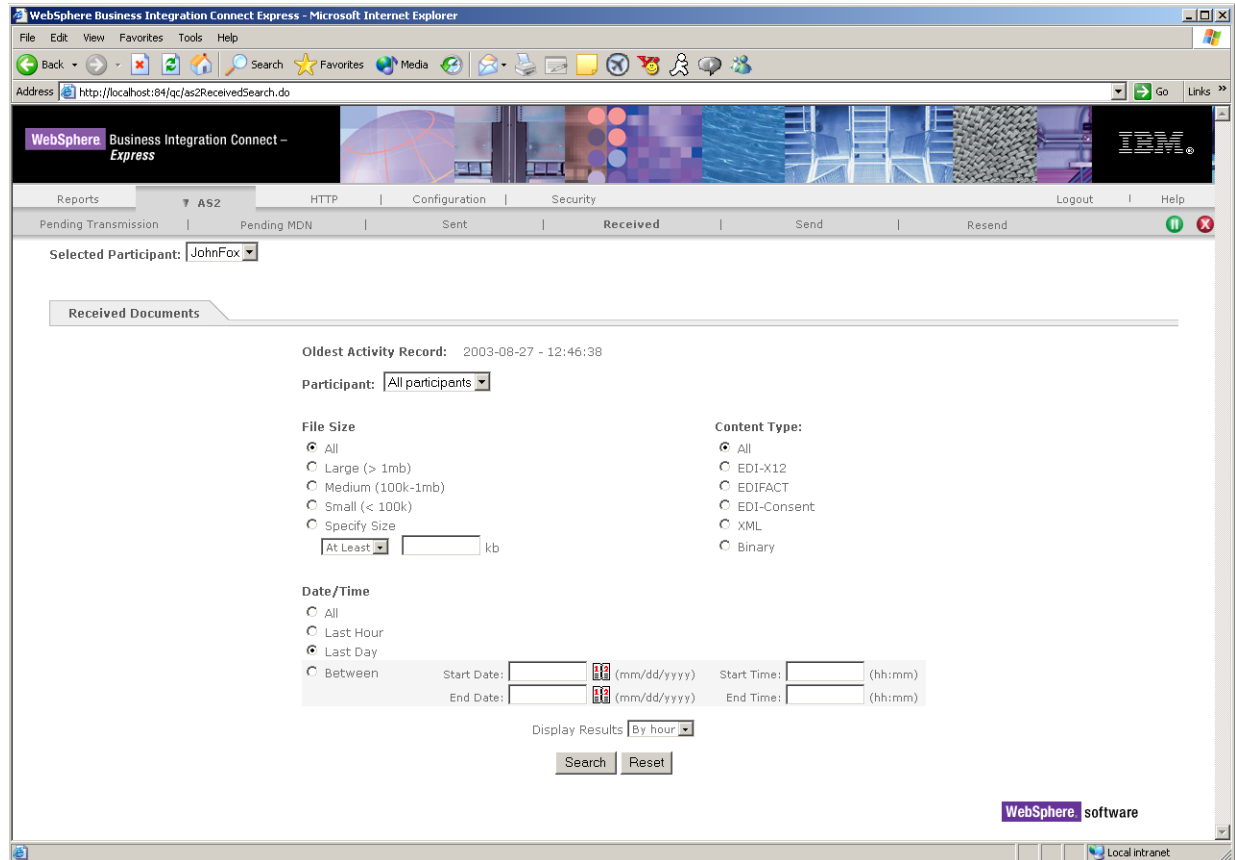 WebSphere Business Integration Connect Express - Microsoft Internet Explorer
File Edit View Favorites Tools Help
Back Search Favorites Media
Address http://localhost:84/qc/as2ReceivedSearch.do Go Links »
WebSphere. Business Integration Connect –
Express
IBM®
Reports AS2 HTTP | Configuration | Security Logout | Help
Pending Transmission | Pending MDN | Sent | Received | Send | Resend
Selected Participant: JohnFox
Received Documents
Oldest Activity Record: 2003-08-27 - 12:46:38
Participant: All participants
File Size Content Type:
All All
Large (> 1mb) EDI-X12
Medium (100k-1mb) EDIFACT
Small (< 100k) EDI-Consent
Specify Size XML
At Least kb Binary
Date/Time
All
Last Hour
Last Day
Between Start Date: (mm/dd/yyyy) Start Time: (hh:mm)
End Date: (mm/dd/yyyy) End Time: (hh:mm)
Display Results By hour
Search Reset
WebSphere. software
Local intranet